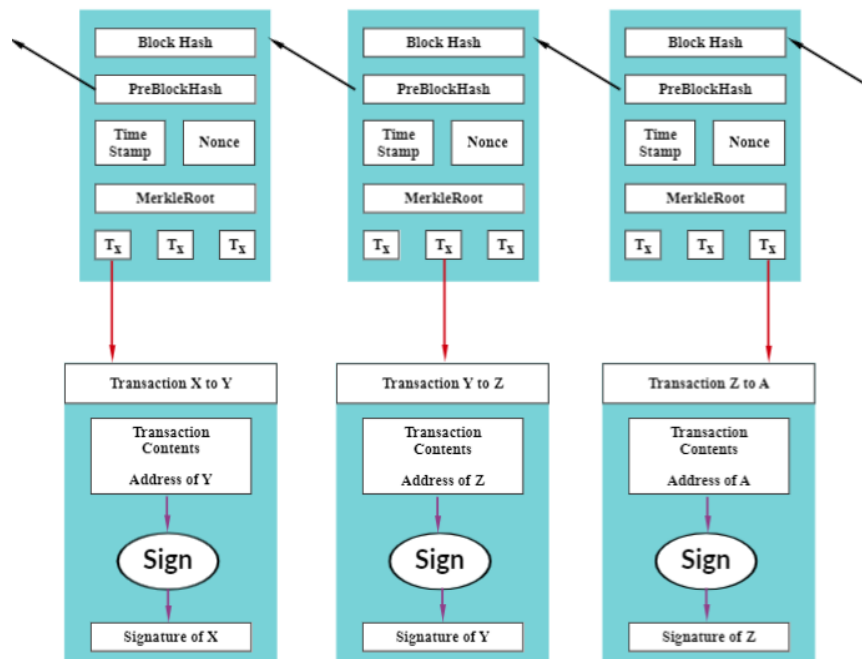 Block Hash
PreBlockHash
Time
Stamp
Nonce
MerkleRoot
Tx
Tx
Tx
Block Hash
PreBlockHash
Time
Stamp
Nonce
MerkleRoot
Tx
Tx
Tx
Block Hash
PreBlockHash
Time
Stamp
Nonce
MerkleRoot
Tx
Tx
Tx
Transaction X to Y
Transaction
Contents
Address of Y
Sign
Signature of X
Transaction Y to Z
Transaction
Contents
Address of Z
Sign
Signature of Y
Transaction Z to A
Transaction
Contents
Address of A
Sign
Signature of Z